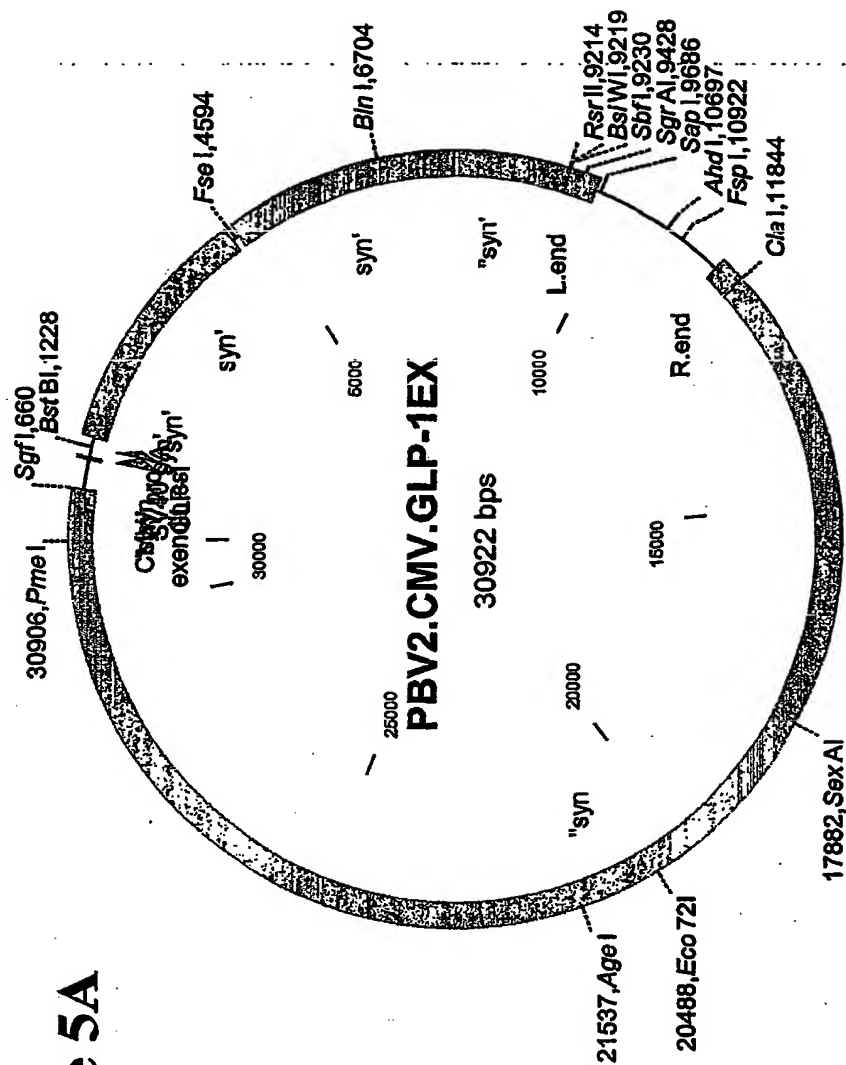 e 5A
PBV2.CMV.GLP-1EX
30922 bps
30906, Pme I
Sgf I,660
Bst BI,1228
Fse I,4594
Bln I,6704
Rsr II,9214
Bsi WI,9219
Sbf I,9230
Sgr AI,9428
Sap I,9686
Ahd I,10697
Fsp I,10922
Cla I,11844
17882, Sex AI
20488, Eco 72I
21537, Age I
syn'
syn'
"syn'
L.end
R.end
"syn
5000
10000
15000
20000
25000
30000